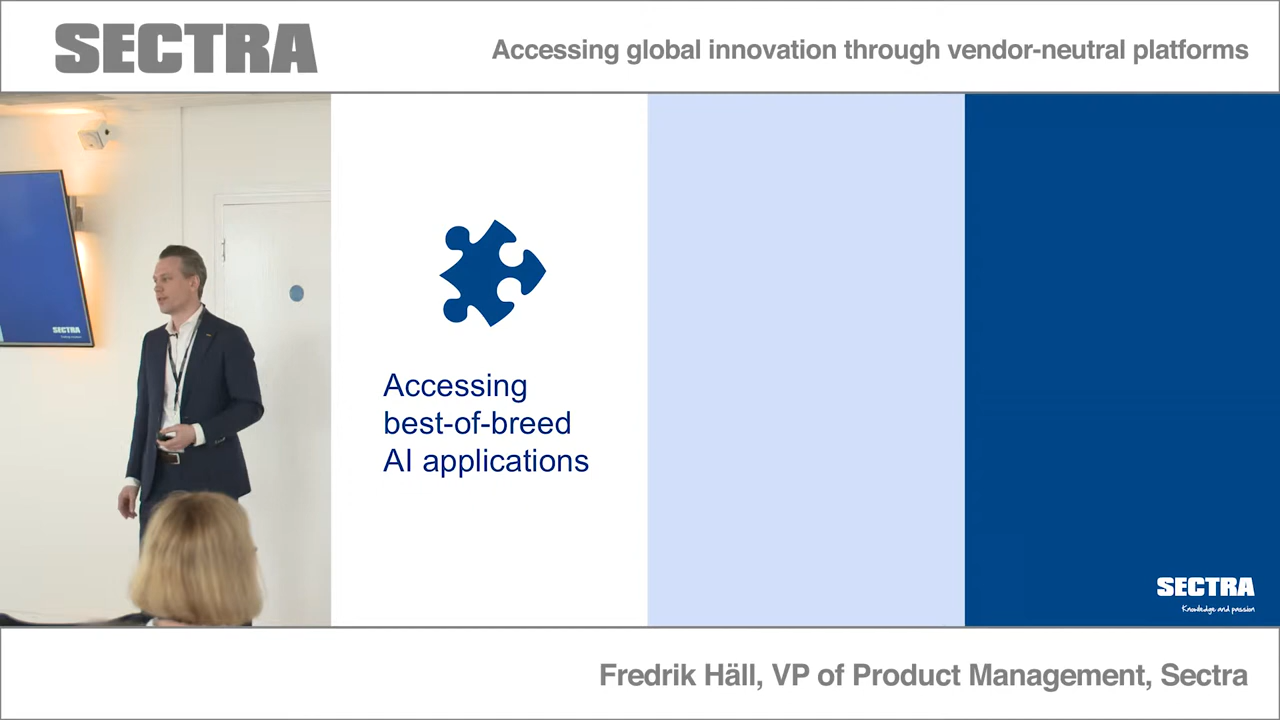 SECTRA
Accessing global innovation through vendor-neutral platforms
SECTRA
Accessing
best-of-breed
AI applications
SECTRA
Knowledge and passion
Fredrik Häll, VP of Product Management, Sectra